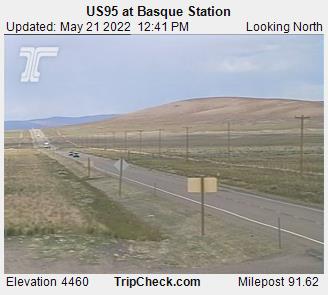 US95 at Basque Station
Updated: May 21 2022 12:41 PM Looking North
Elevation 4460 TripCheck.com Milepost 91.62